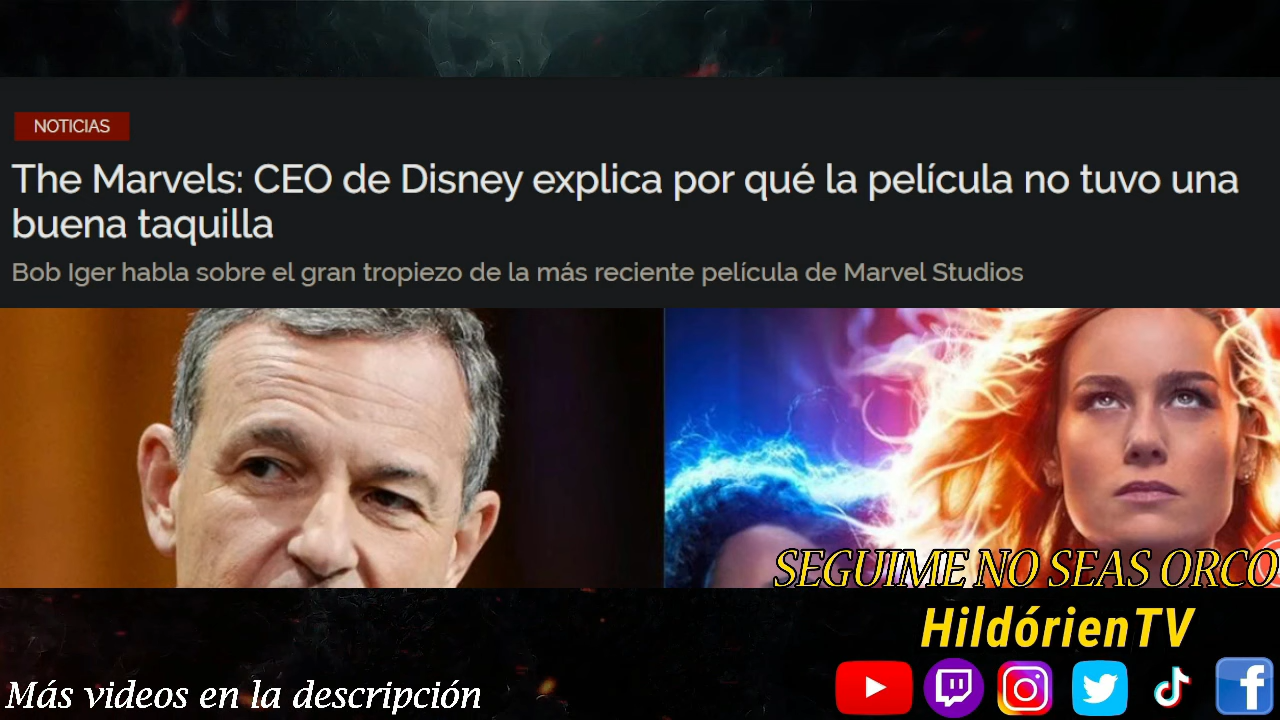 NOTICIAS
The Marvels: CEO de Disney explica por qué la película no tuvo una
buena taquilla
Bob Iger habla sobre el gran tropiezo de la más reciente película de Marvel Studios
SEGUIME NO SEAS ORCO
HildórienTV
Más videos en la descripción